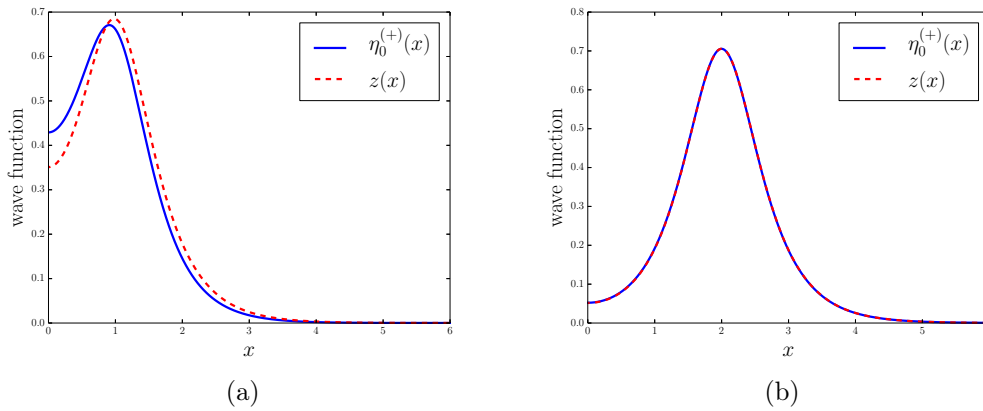 0.7
0.6
0.5
0.4
0.3
0.2
0.1
0.0
wave function
η₀⁽⁺⁾(x)
z(x)
0 1 2 3 4 5 6
x
(a)
0.8
0.7
0.6
0.5
0.4
0.3
0.2
0.1
0.0
wave function
η₀⁽⁺⁾(x)
z(x)
0 1 2 3 4 5
x
(b)